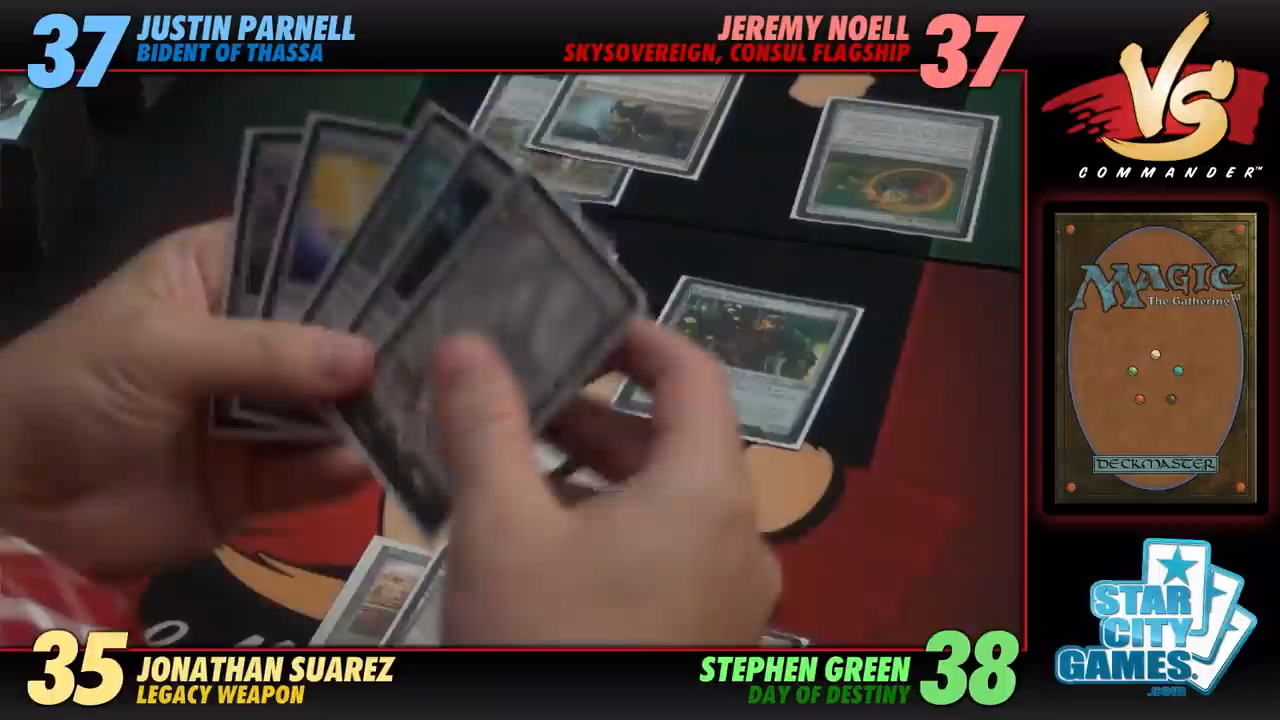 37 JUSTIN PARNELL
BIDENT OF THASSA
JEREMY NOELL 37
SKYSOVEREIGN, CONSUL FLAGSHIP
VS
COMMANDER™
MAGIC
The Gathering
DECKMASTER
STAR
CITY
GAMES.
.com
35 JONATHAN SUAREZ
LEGACY WEAPON
STEPHEN GREEN 38
DAY OF DESTINY